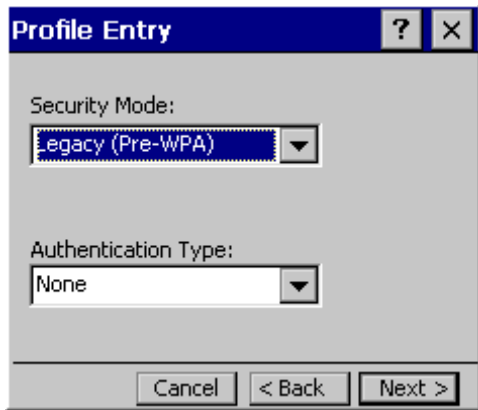 Profile Entry ? ×
Security Mode:
Legacy (Pre-WPA)
Authentication Type:
None
Cancel < Back Next >